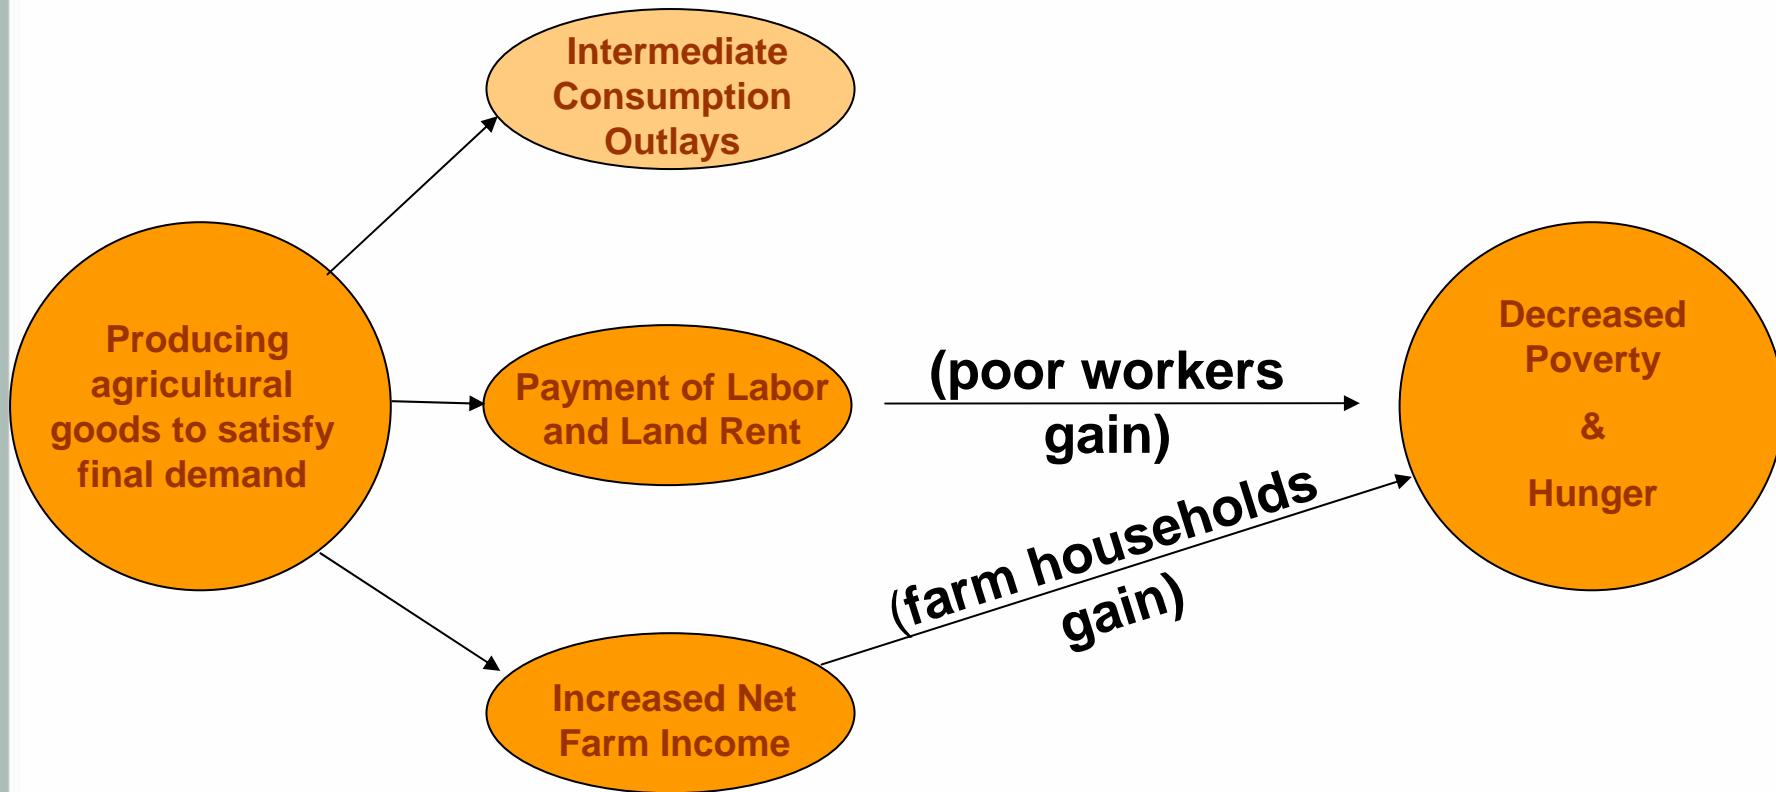 Intermediate
Consumption
Outlays
Producing
agricultural
goods to satisfy
final demand
Payment of Labor
and Land Rent
(poor workers
gain)
Decreased
Poverty
&
Hunger
(farm households
gain)
Increased Net
Farm Income